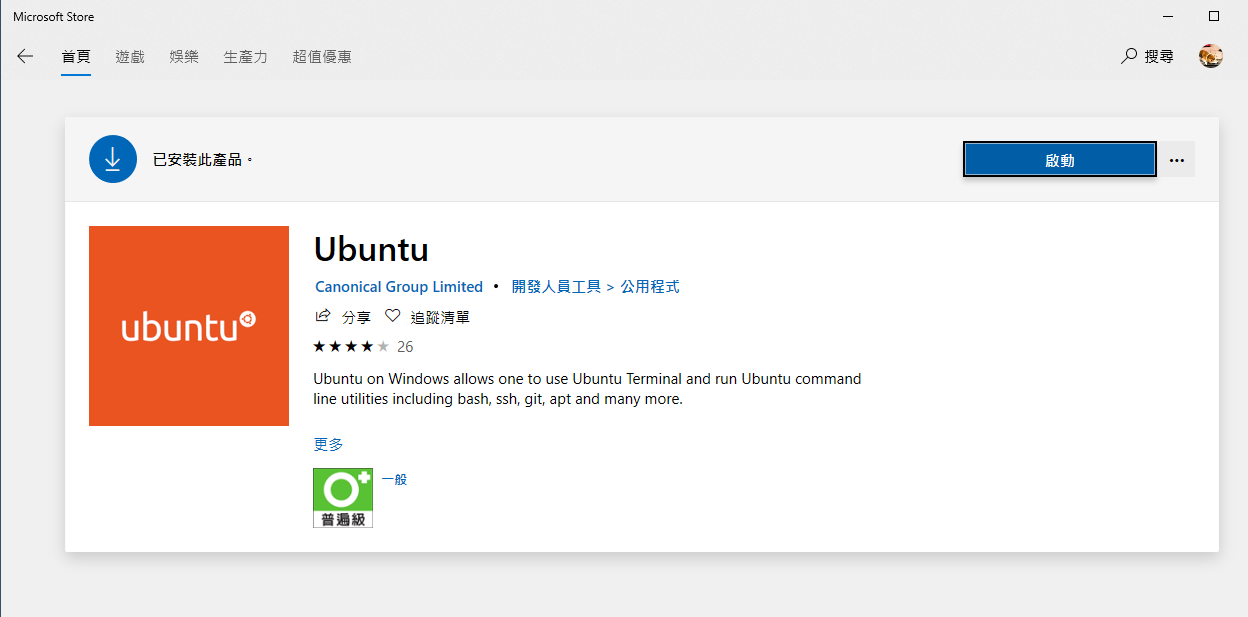 Microsoft Store
首頁 遊戲 娛樂 生產力 超值優惠 搜尋
已安裝此產品。 啟動
ubuntu
Ubuntu
Canonical Group Limited • 開發人員工具 > 公用程式
分享 追蹤清單
26
Ubuntu on Windows allows one to use Ubuntu Terminal and run Ubuntu command
line utilities including bash, ssh, git, apt and many more.
更多
一般
普遍級